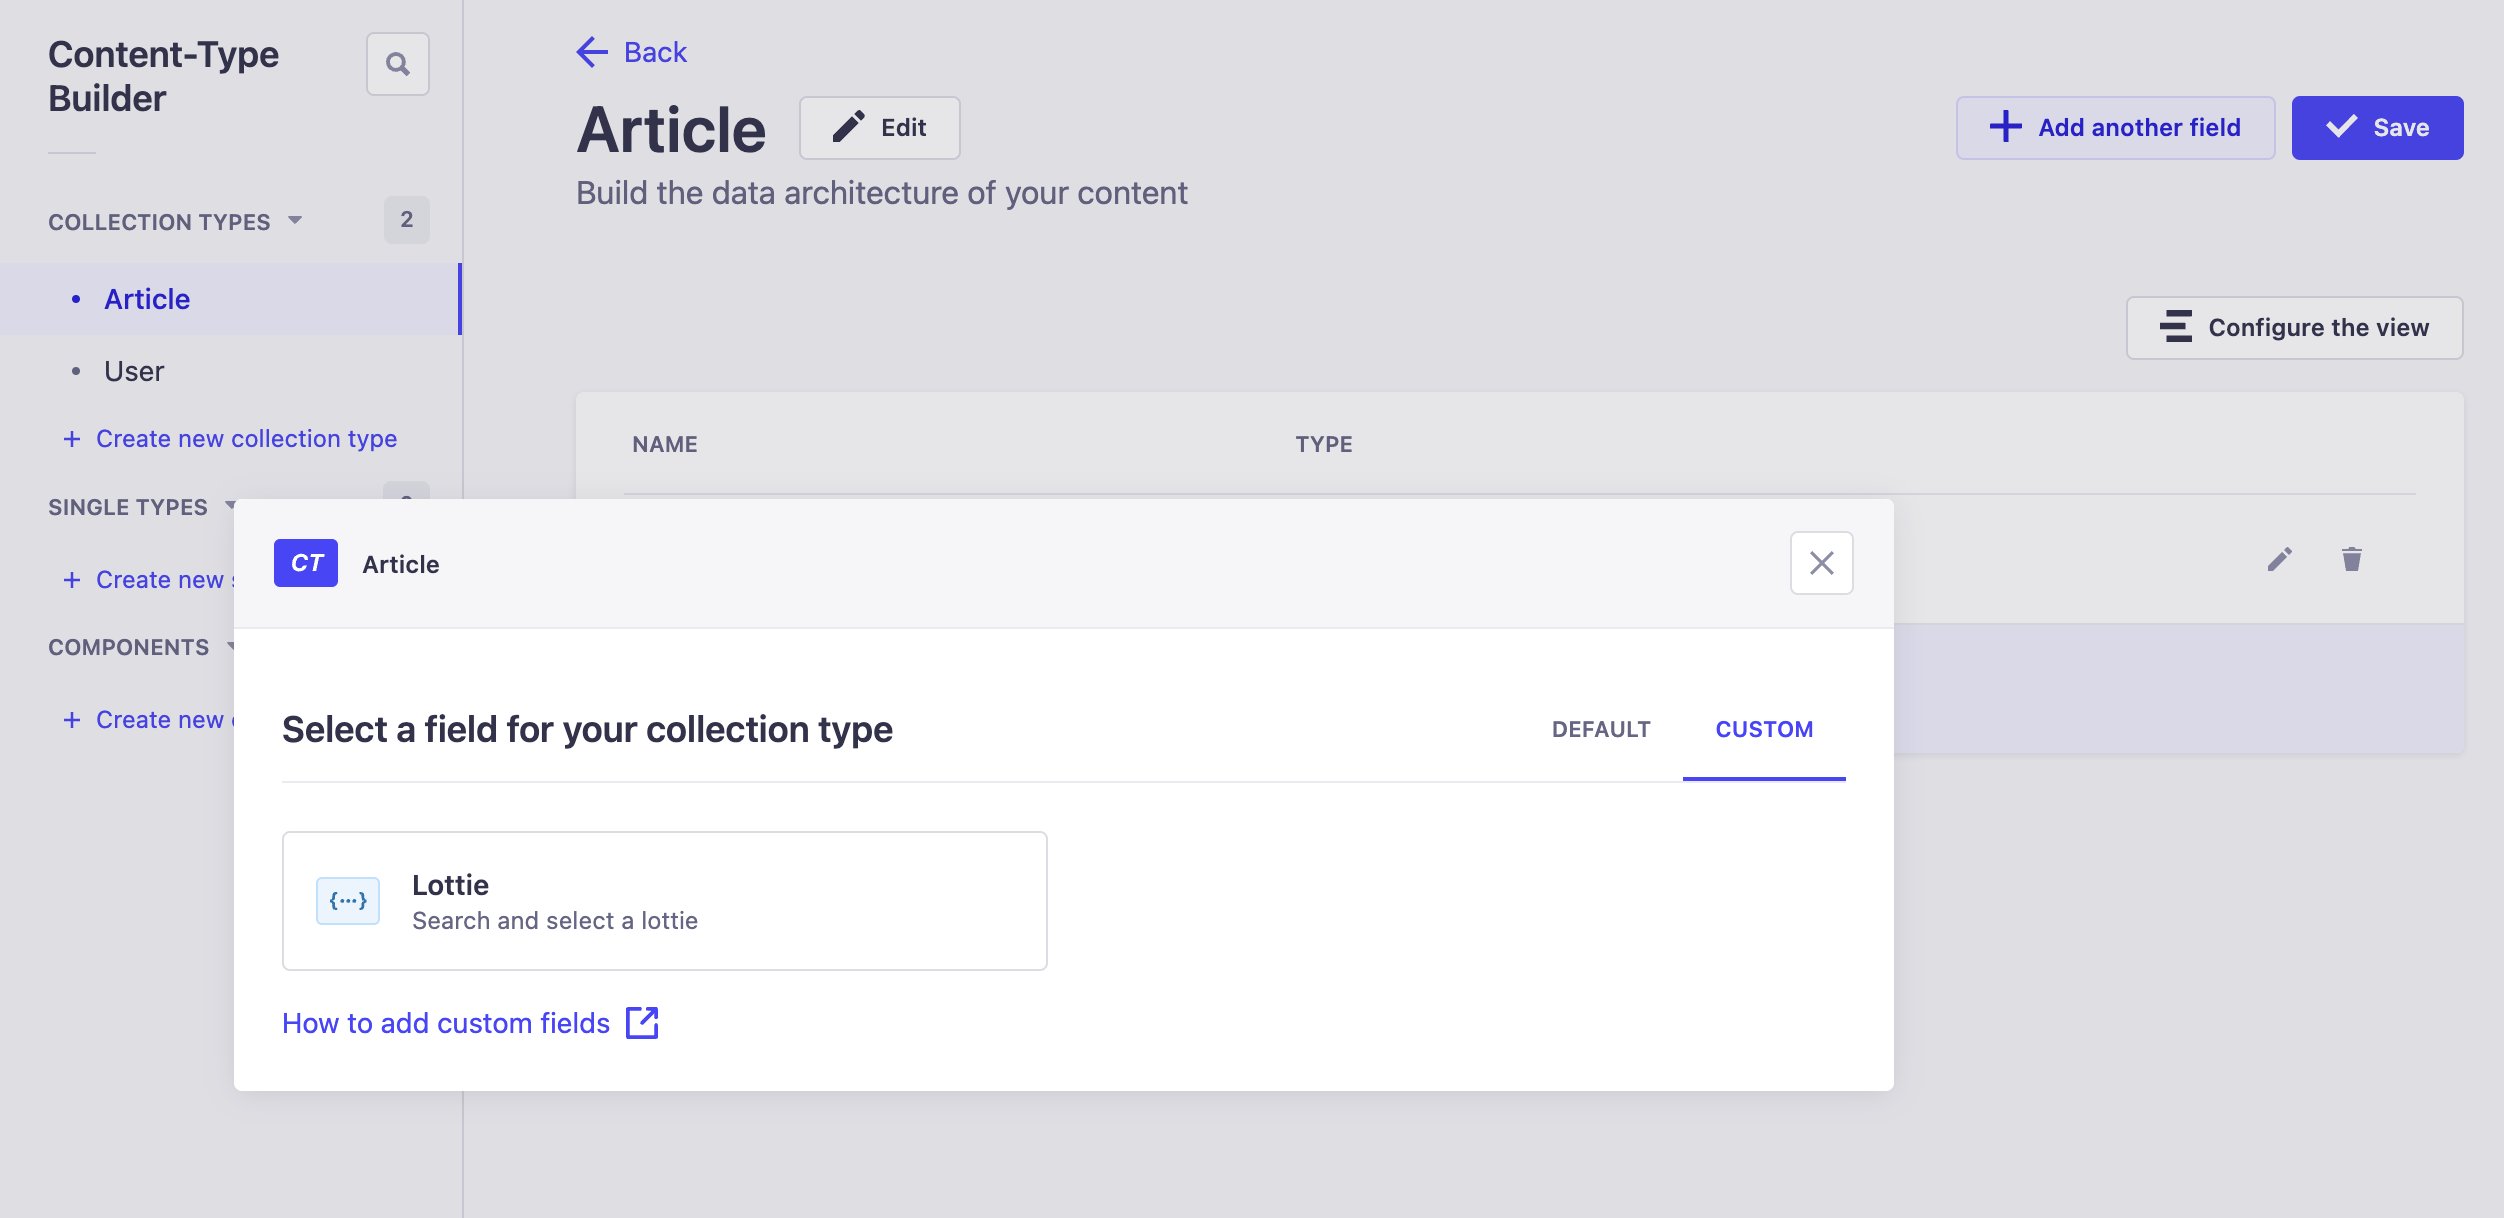 Content-Type
Builder
COLLECTION TYPES
2
Article
User
Create new collection type
SINGLE TYPES
Create new
COMPONENTS
Create new
Back
Article
Edit
Add another field
Save
Build the data architecture of your content
Configure the view
NAME
TYPE
CT
Article
Select a field for your collection type
DEFAULT
CUSTOM
{···}
Lottie
Search and select a lottie
How to add custom fields